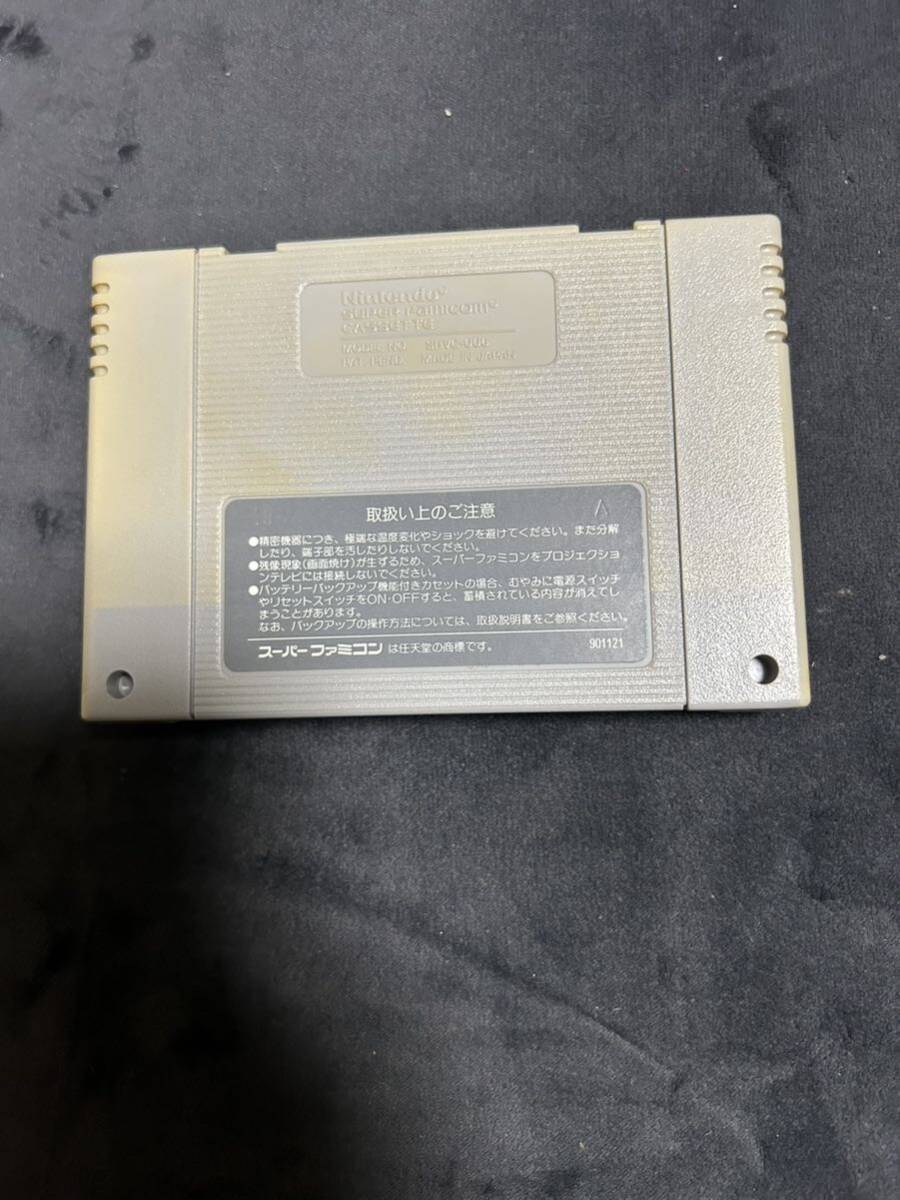 Nintendo
SUPER Famicom
CASSETTE
MODEL NO. SHVC-006
PAT. PEND. MADE IN JAPAN
取扱い上のご注意
●精密機器につき、極端な温度変化やショックを避けてください。また分解
したり、端子部を汚したりしないでください。
●残像現象(画面焼け)が生ずるため、スーパーファミコンをプロジェクショ
ンテレビには接続しないでください。
●バッテリーバックアップ機能付きカセットの場合、むやみに電源スイッチ
やリセットスイッチをON・OFFすると、蓄積されている内容が消えてし
まうことがあります。
なお、バックアップの操作方法については、取扱説明書をご参照ください。
スーパーファミコン は任天堂の商標です。 901121